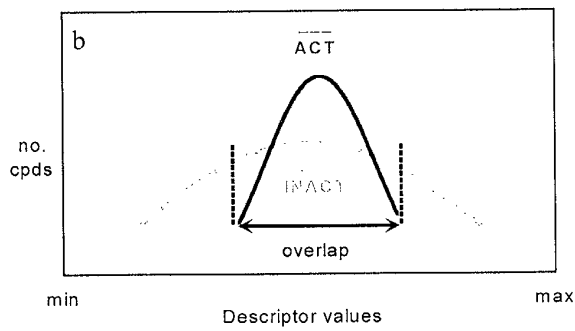 b
ACT
no.
cpds
INACT
overlap
min
max
Descriptor values